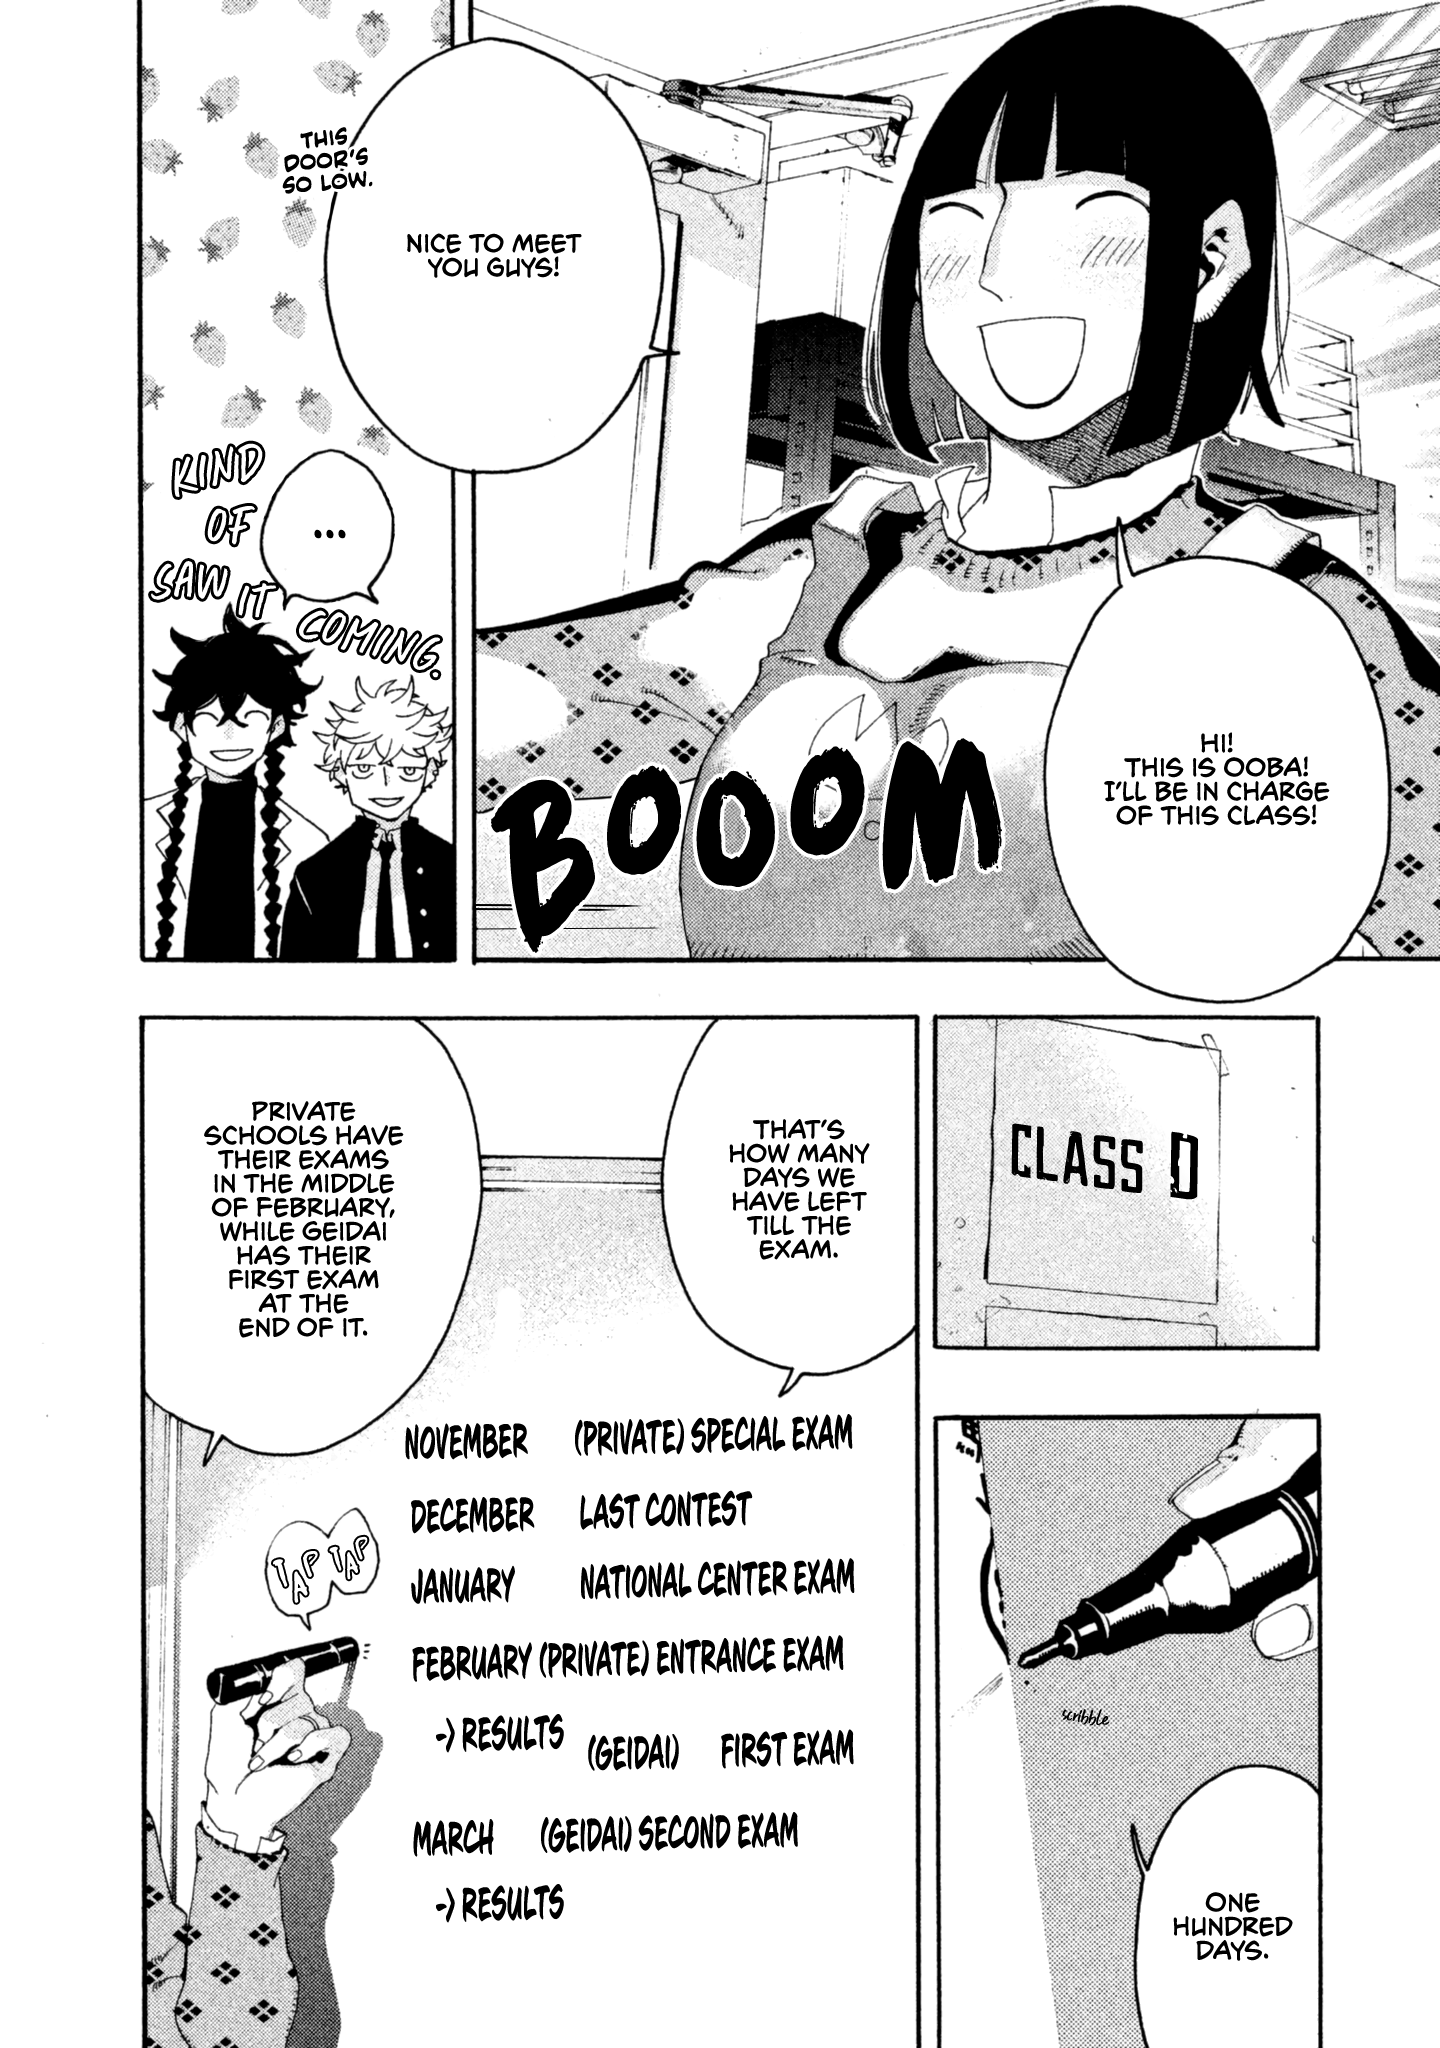 HI!
THIS IS OOBA!
I'LL BE IN CHARGE
OF THIS CLASS!
BOOOM
NICE TO MEET
YOU GUYS!
THIS
DOOR'S
SO LOW.
...
KIND
OF
SAW IT
COMING.
CLASS D
scribble
ONE
HUNDRED
DAYS.
THAT'S
HOW MANY
DAYS WE
HAVE LEFT
TILL THE
EXAM.
PRIVATE
SCHOOLS HAVE
THEIR EXAMS
IN THE MIDDLE
OF FEBRUARY,
WHILE GEIDAI
HAS THEIR
FIRST EXAM
AT THE
END OF IT.
TAP TAP
NOVEMBER (PRIVATE) SPECIAL EXAM
DECEMBER LAST CONTEST
JANUARY NATIONAL CENTER EXAM
FEBRUARY (PRIVATE) ENTRANCE EXAM
-> RESULTS
(GEIDAI) FIRST EXAM
MARCH (GEIDAI) SECOND EXAM
-> RESULTS